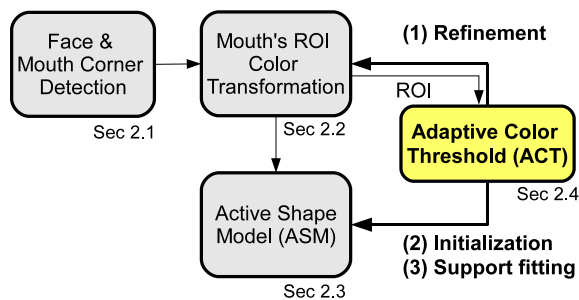 Face &
Mouth Corner
Detection
Sec 2.1
Mouth's ROI
Color
Transformation
Sec 2.2
(1) Refinement
ROI
Adaptive Color
Threshold (ACT)
Sec 2.4
Active Shape
Model (ASM)
Sec 2.3
(2) Initialization
(3) Support fitting